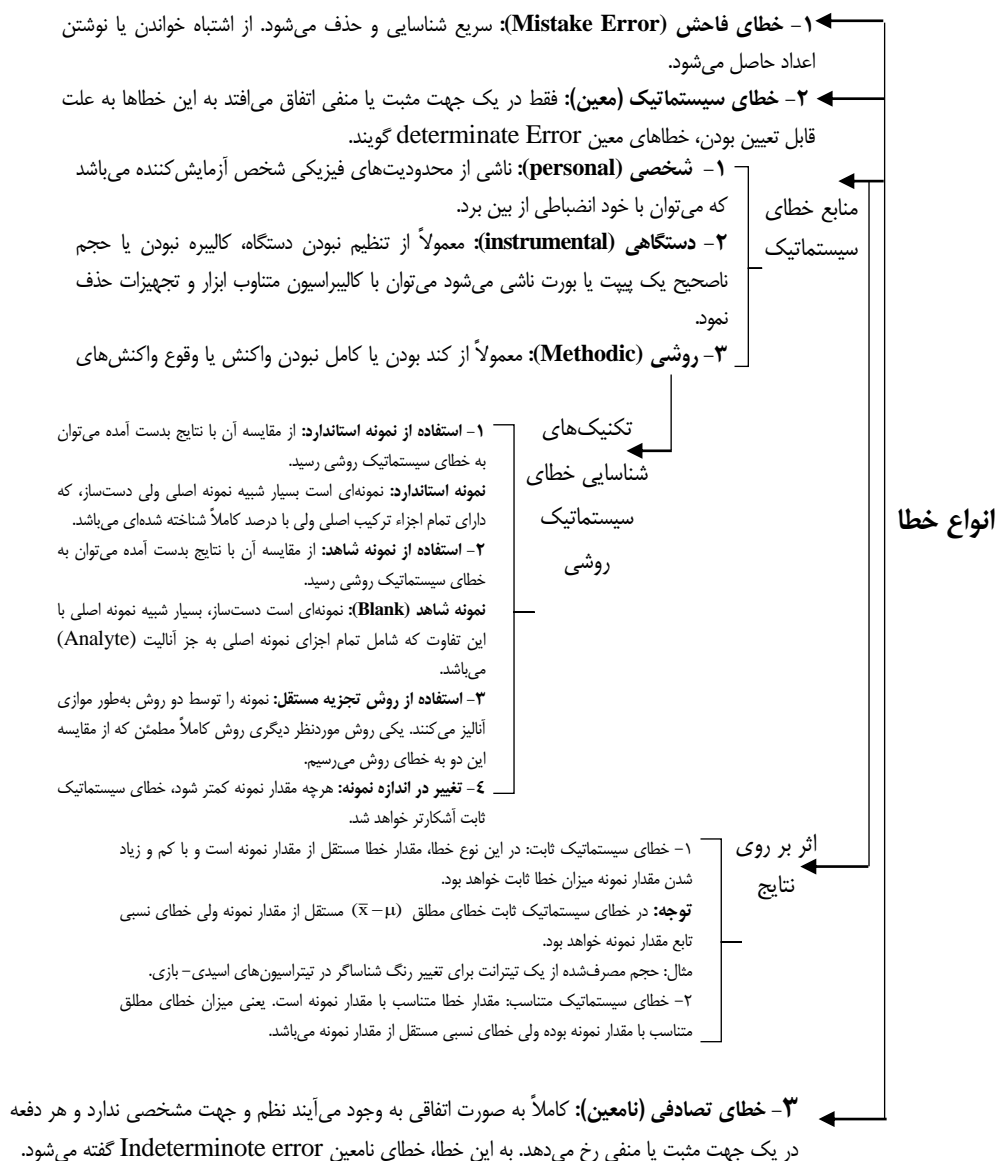 انواع خطا
۱- خطای فاحش (Mistake Error): سریع شناسایی و حذف می‌شود. از اشتباه خواندن یا نوشتن
اعداد حاصل می‌شود.
۲- خطای سیستماتیک (معین): فقط در یک جهت مثبت یا منفی اتفاق می‌افتد به این خطاها به علت
قابل تعیین بودن، خطاهای معین determinate Error گویند.
منابع خطای
سیستماتیک
۱- شخصی (personal): ناشی از محدودیت‌های فیزیکی شخص آزمایش‌کننده می‌باشد
که می‌توان با خود انضباطی از بین برد.
۲- دستگاهی (instrumental): معمولاً از تنظیم نبودن دستگاه، کالیبره نبودن یا حجم
ناصحیح یک پیپت یا بورت ناشی می‌شود می‌توان با کالیبراسیون متناوب ابزار و تجهیزات حذف
نمود.
۳- روشی (Methodic): معمولاً از کند بودن یا کامل نبودن واکنش یا وقوع واکنش‌های
تکنیک‌های
شناسایی خطای
سیستماتیک
روشی
۱- استفاده از نمونه استاندارد: از مقایسه آن با نتایج بدست آمده می‌توان
به خطای سیستماتیک روشی رسید.
نمونه استاندارد: نمونه‌ای است بسیار شبیه نمونه اصلی ولی دست‌ساز، که
دارای تمام اجزاء ترکیب اصلی ولی با درصد کاملاً شناخته شده‌ای می‌باشد.
۲- استفاده از نمونه شاهد: از مقایسه آن با نتایج بدست آمده می‌توان به
خطای سیستماتیک روشی رسید.
نمونه شاهد (Blank): نمونه‌ای است دست‌ساز، بسیار شبیه نمونه اصلی با
این تفاوت که شامل تمام اجزای نمونه اصلی به جز آنالیت (Analyte)
می‌باشد.
۳- استفاده از روش تجزیه مستقل: نمونه را توسط دو روش به‌طور موازی
آنالیز می‌کنند. یکی روش موردنظر دیگری روش کاملاً مطمئن که از مقایسه
این دو به خطای روش می‌رسیم.
٤- تغییر در اندازه نمونه: هرچه مقدار نمونه کمتر شود، خطای سیستماتیک
ثابت آشکارتر خواهد شد.
اثر بر روی
نتایج
۱- خطای سیستماتیک ثابت: در این نوع خطا، مقدار خطا مستقل از مقدار نمونه است و با کم و زیاد
شدن مقدار نمونه میزان خطا ثابت خواهد بود.
توجه: در خطای سیستماتیک ثابت خطای مطلق (x̅−μ) مستقل از مقدار نمونه ولی خطای نسبی
تابع مقدار نمونه خواهد بود.
مثال: حجم مصرف‌شده از یک تیترانت برای تغییر رنگ شناساگر در تیتراسیون‌های اسیدی- بازی.
۲- خطای سیستماتیک متناسب: مقدار خطا متناسب با مقدار نمونه است. یعنی میزان خطای مطلق
متناسب با مقدار نمونه بوده ولی خطای نسبی مستقل از مقدار نمونه می‌باشد.
۳- خطای تصادفی (نامعین): کاملاً به صورت اتفاقی به وجود می‌آیند نظم و جهت مشخصی ندارد و هر دفعه
در یک جهت مثبت یا منفی رخ می‌دهد. به این خطا، خطای نامعین Indeterminote error گفته می‌شود.